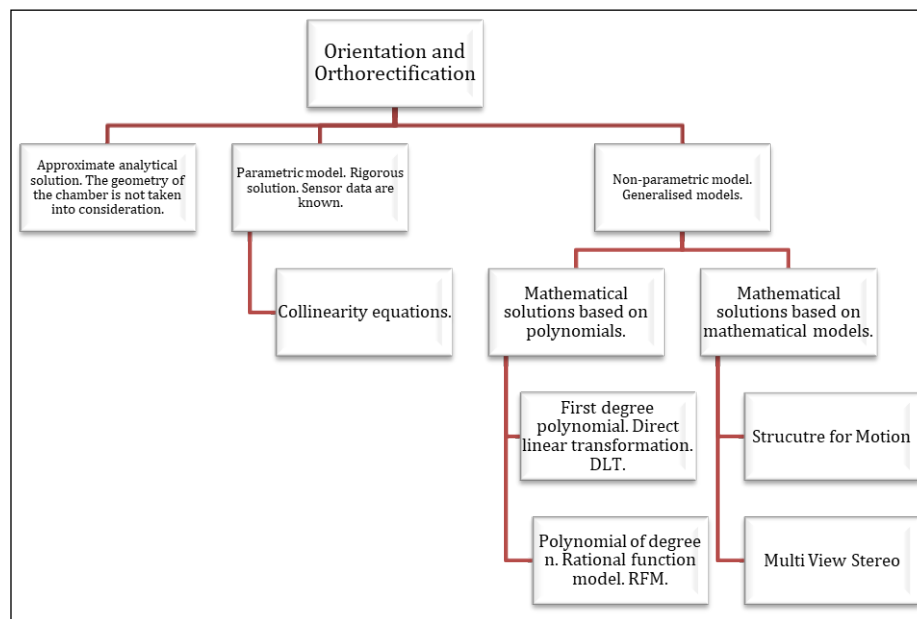 Orientation and
Orthorectification
Approximate analytical
solution. The geometry of
the chamber is not taken
into consideration.
Parametric model. Rigorous
solution. Sensor data are
known.
Non-parametric model.
Generalised models.
Collinearity equations.
Mathematical
solutions based on
polynomials.
Mathematical
solutions based on
mathematical models.
First degree
polynomial. Direct
linear transformation.
DLT.
Strucutre for Motion
Polynomial of degree
n. Rational function
model. RFM.
Multi View Stereo